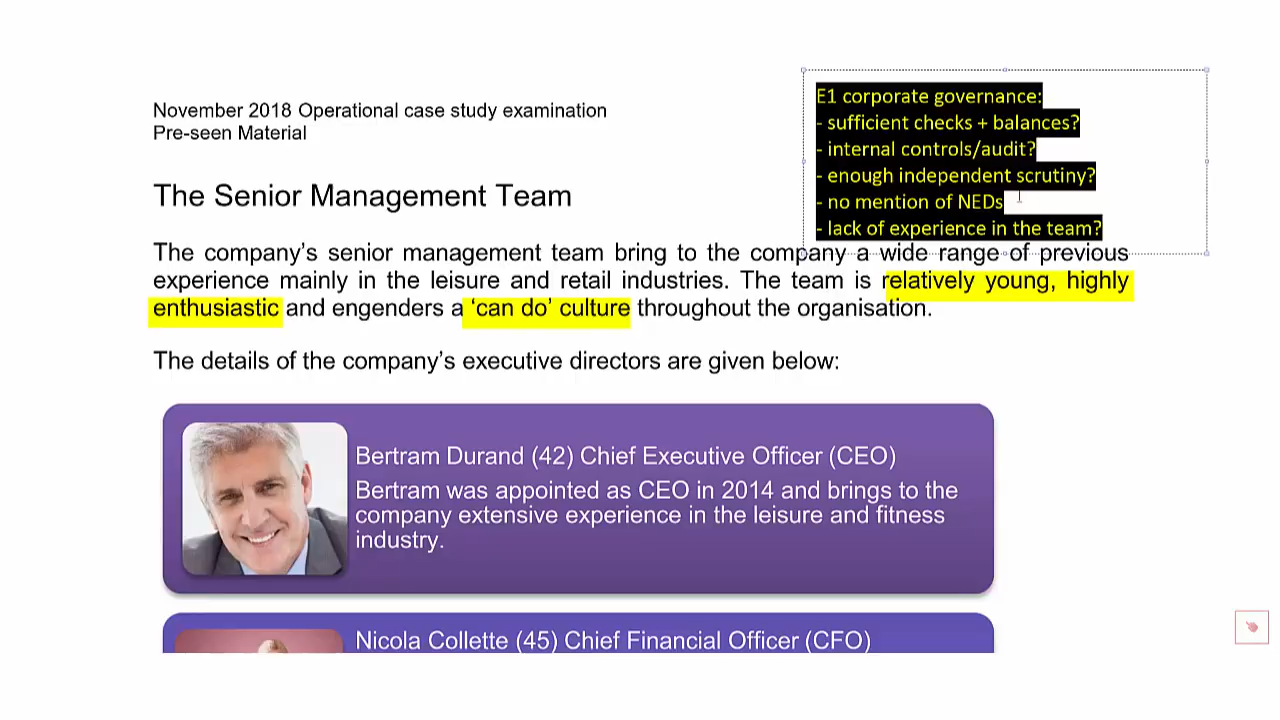 November 2018 Operational case study examination
Pre-seen Material
E1 corporate governance:
- sufficient checks + balances?
- internal controls/audit?
- enough independent scrutiny?
- no mention of NEDs
- lack of experience in the team?
The Senior Management Team
The company’s senior management team bring to the company a wide range of previous
experience mainly in the leisure and retail industries. The team is relatively young, highly
enthusiastic and engenders a ‘can do’ culture throughout the organisation.
The details of the company’s executive directors are given below:
Bertram Durand (42) Chief Executive Officer (CEO)
Bertram was appointed as CEO in 2014 and brings to the
company extensive experience in the leisure and fitness
industry.
Nicola Collette (45) Chief Financial Officer (CFO)